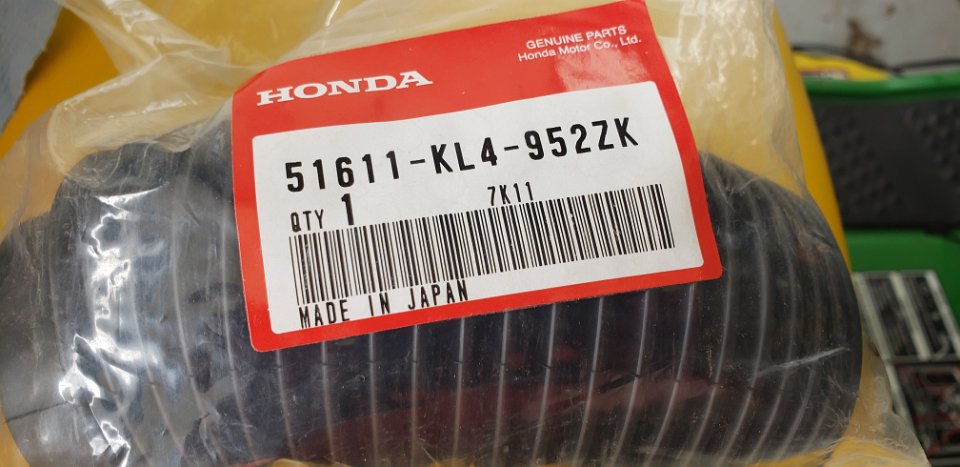 GENUINE PARTS
Honda Motor Co., Ltd.
HONDA
51611-KL4-952ZK
QTY 1 7K11
MADE IN JAPAN